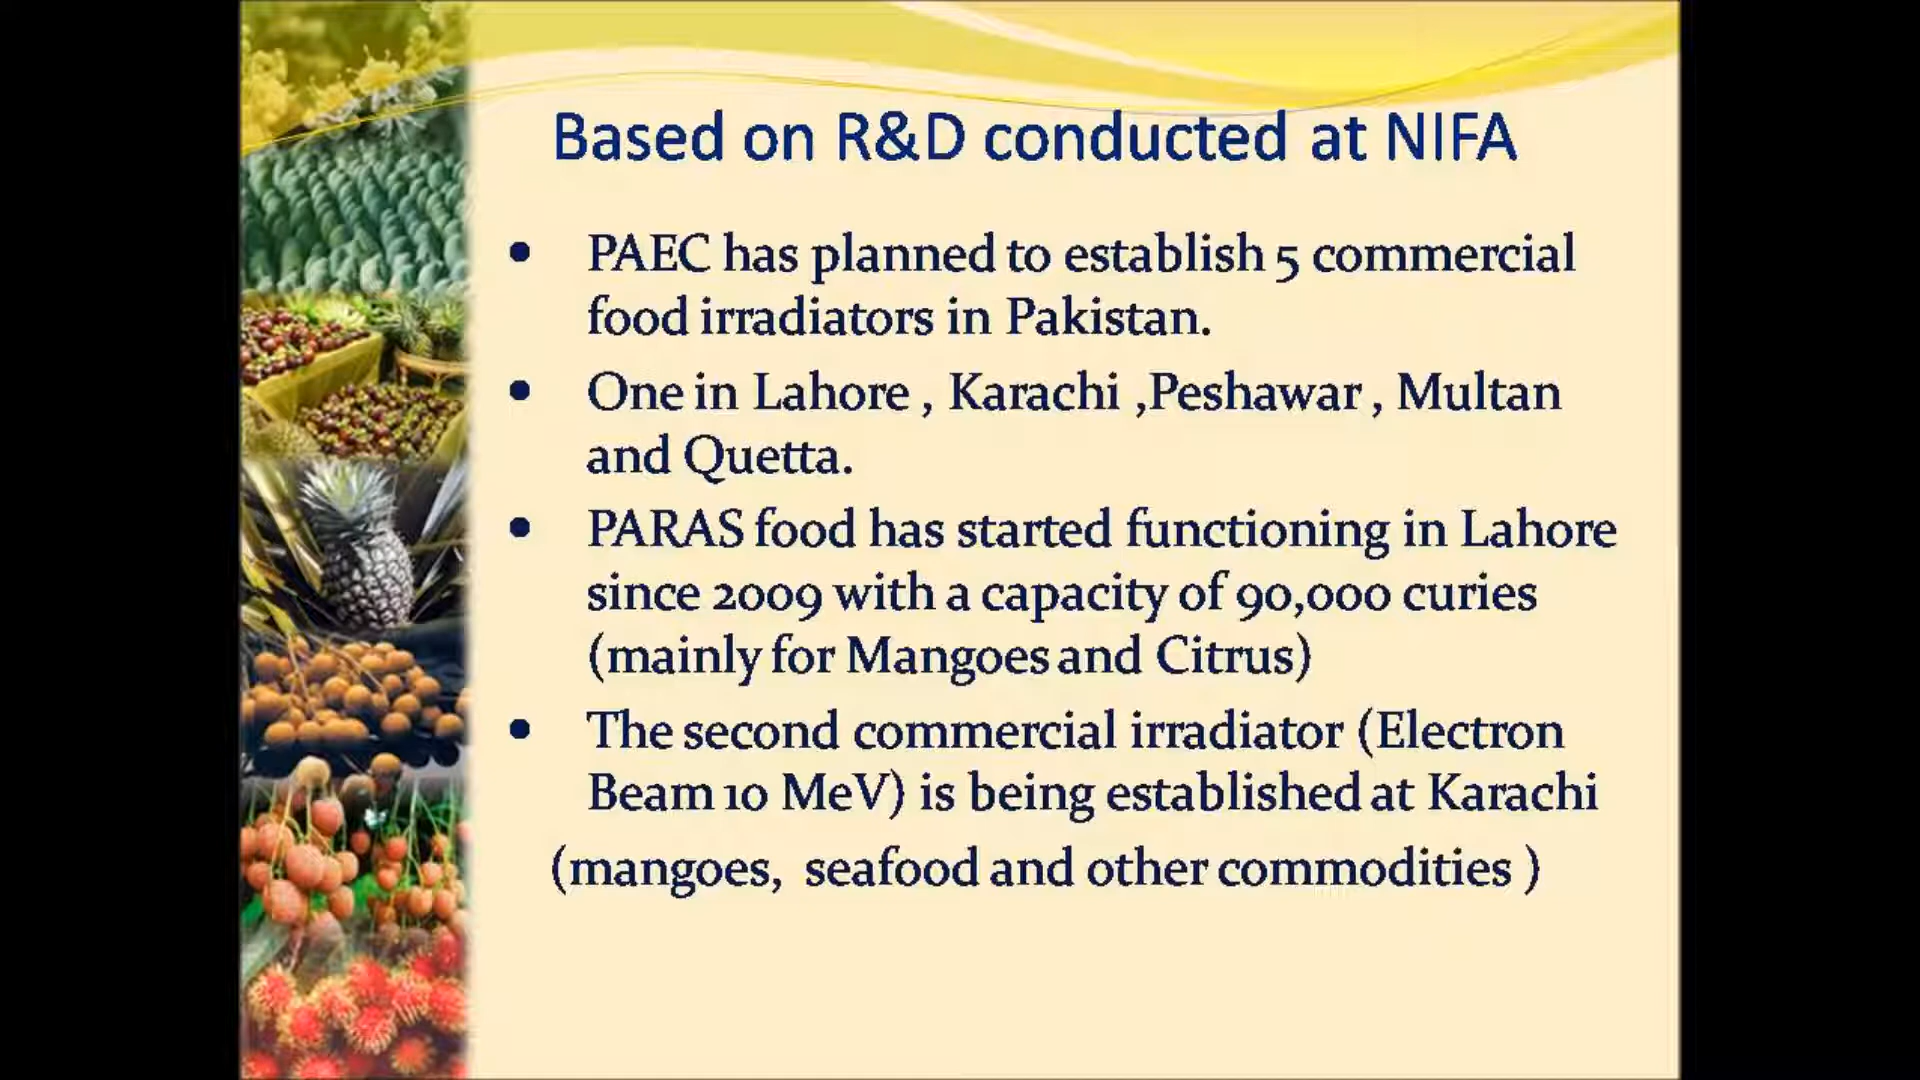 Based on R&D conducted at NIFA
• PAEC has planned to establish 5 commercial
food irradiators in Pakistan.
• One in Lahore , Karachi ,Peshawar , Multan
and Quetta.
• PARAS food has started functioning in Lahore
since 2009 with a capacity of 90,000 curies
(mainly for Mangoes and Citrus)
• The second commercial irradiator (Electron
Beam 10 MeV) is being established at Karachi
(mangoes, seafood and other commodities )